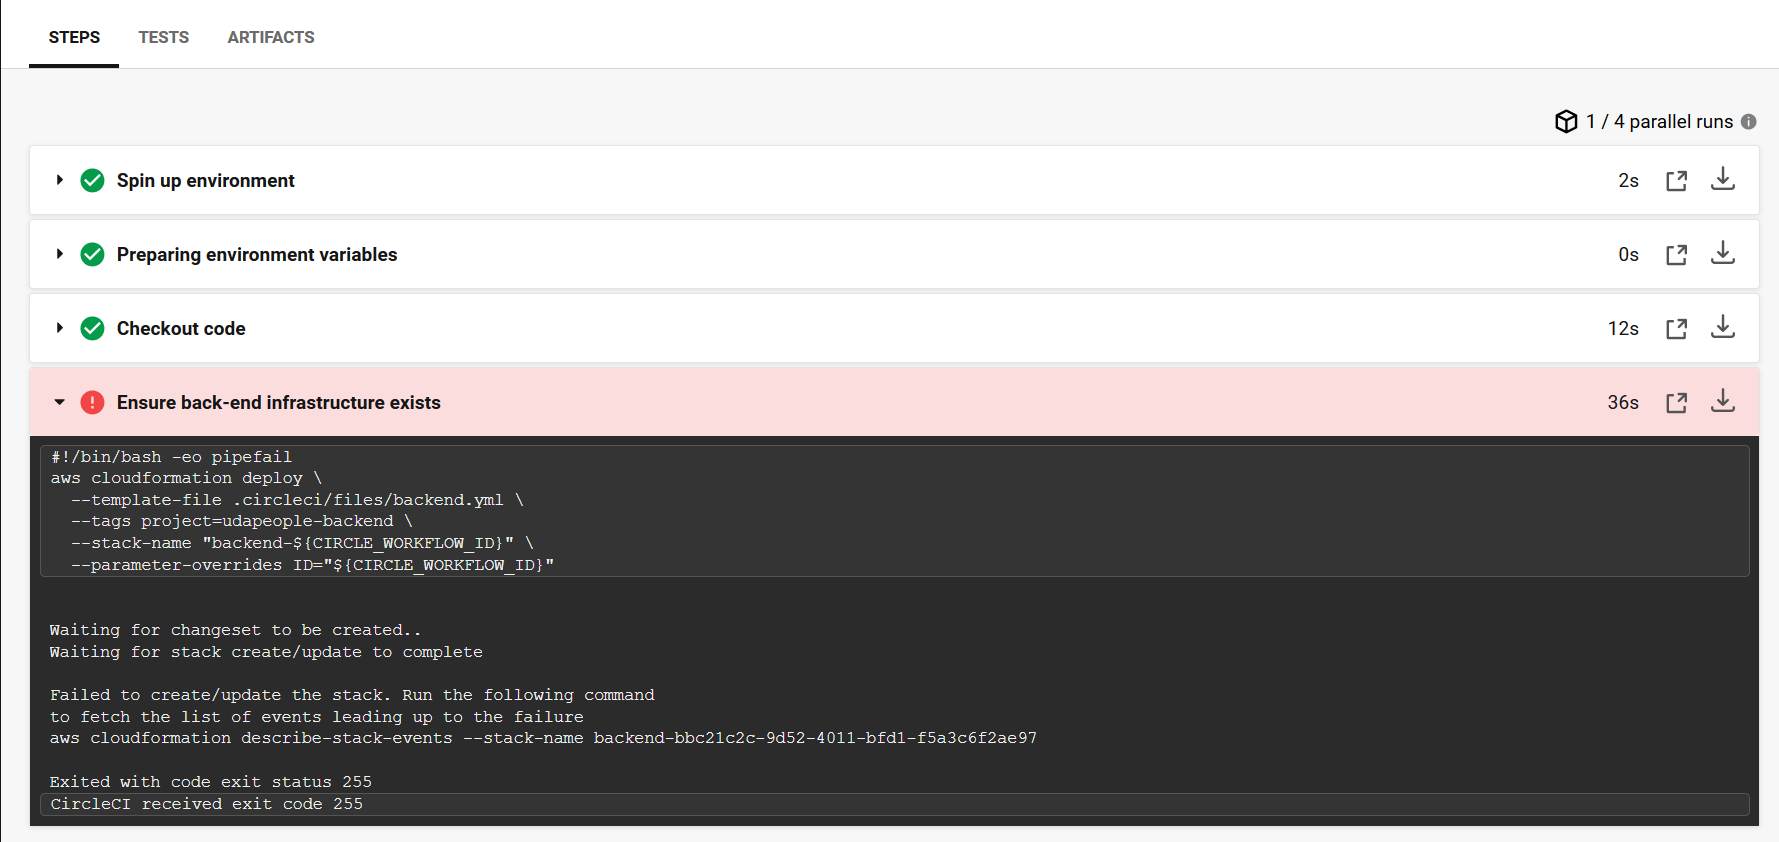 STEPS TESTS ARTIFACTS
1 / 4 parallel runs
Spin up environment 2s
Preparing environment variables 0s
Checkout code 12s
Ensure back-end infrastructure exists 36s
#!/bin/bash -eo pipefail
aws cloudformation deploy \
  --template-file .circleci/files/backend.yml \
  --tags project=udapeople-backend \
  --stack-name "backend-${CIRCLE_WORKFLOW_ID}" \
  --parameter-overrides ID="${CIRCLE_WORKFLOW_ID}"
Waiting for changeset to be created..
Waiting for stack create/update to complete
Failed to create/update the stack. Run the following command
to fetch the list of events leading up to the failure
aws cloudformation describe-stack-events --stack-name backend-bbc21c2c-9d52-4011-bfd1-f5a3c6f2ae97
Exited with code exit status 255
CircleCI received exit code 255